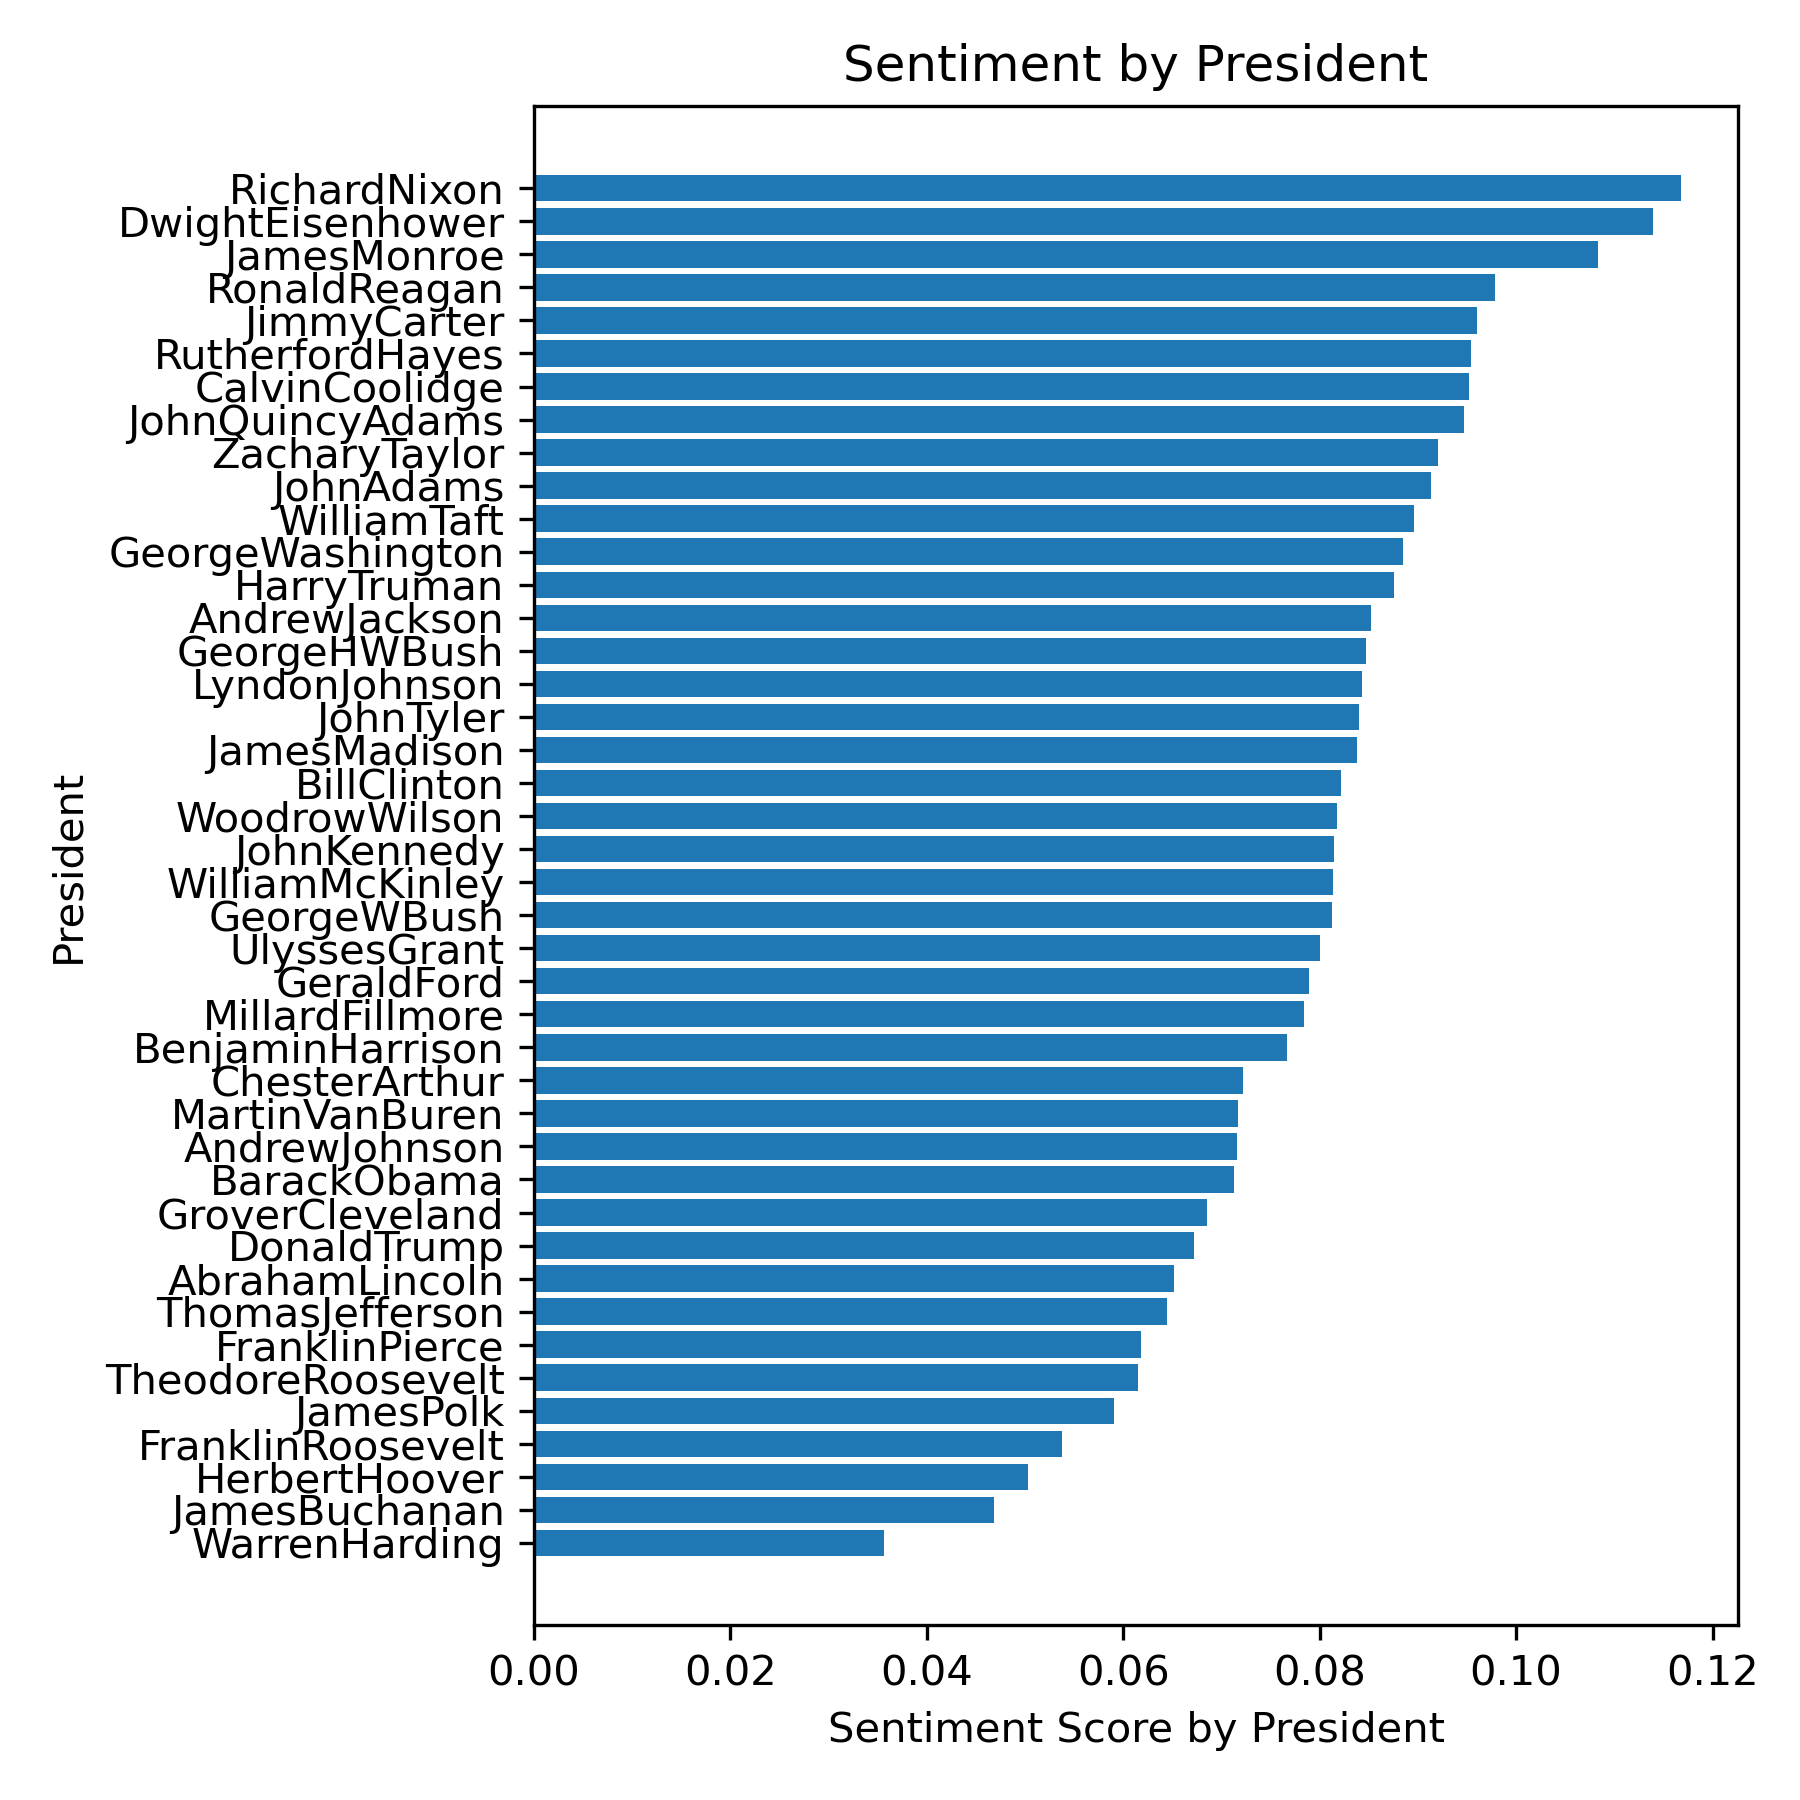 Sentiment by President
RichardNixon
DwightEisenhower
JamesMonroe
RonaldReagan
JimmyCarter
RutherfordHayes
CalvinCoolidge
JohnQuincyAdams
ZacharyTaylor
JohnAdams
WilliamTaft
GeorgeWashington
HarryTruman
AndrewJackson
GeorgeHWBush
LyndonJohnson
JohnTyler
JamesMadison
BillClinton
WoodrowWilson
JohnKennedy
WilliamMcKinley
GeorgeWBush
UlyssesGrant
GeraldFord
MillardFillmore
BenjaminHarrison
ChesterArthur
MartinVanBuren
AndrewJohnson
BarackObama
GroverCleveland
DonaldTrump
AbrahamLincoln
ThomasJefferson
FranklinPierce
TheodoreRoosevelt
JamesPolk
FranklinRoosevelt
HerbertHoover
JamesBuchanan
WarrenHarding
President
0.00 0.02 0.04 0.06 0.08 0.10 0.12
Sentiment Score by President